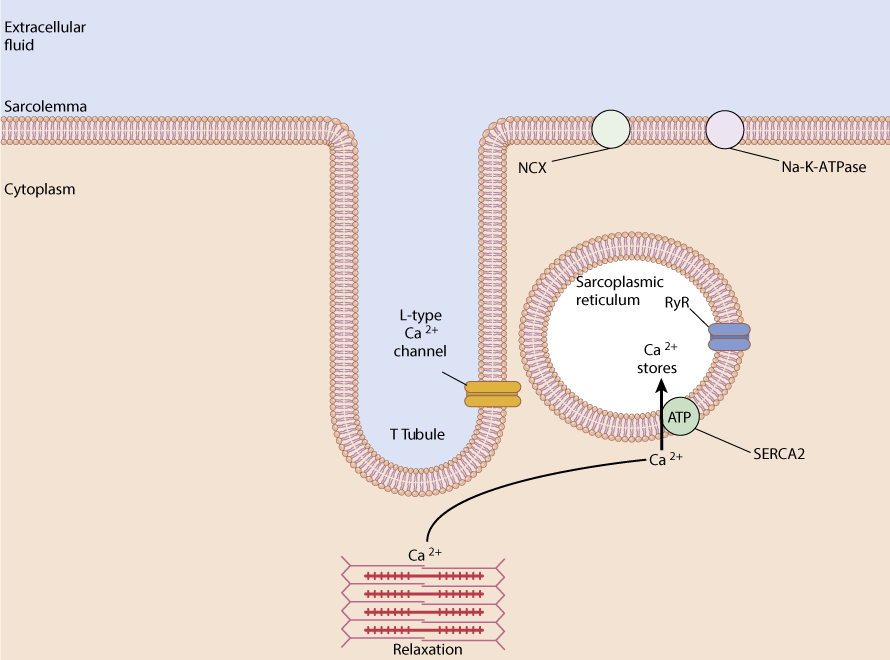 Extracellular
fluid
Sarcolemma
NCX
Na-K-ATPase
Cytoplasm
Sarcoplasmic
reticulum
RyR
L-type
Ca 2+
channel
Ca 2+
stores
ATP
T Tubule
Ca 2+
SERCA2
Ca 2+
Relaxation